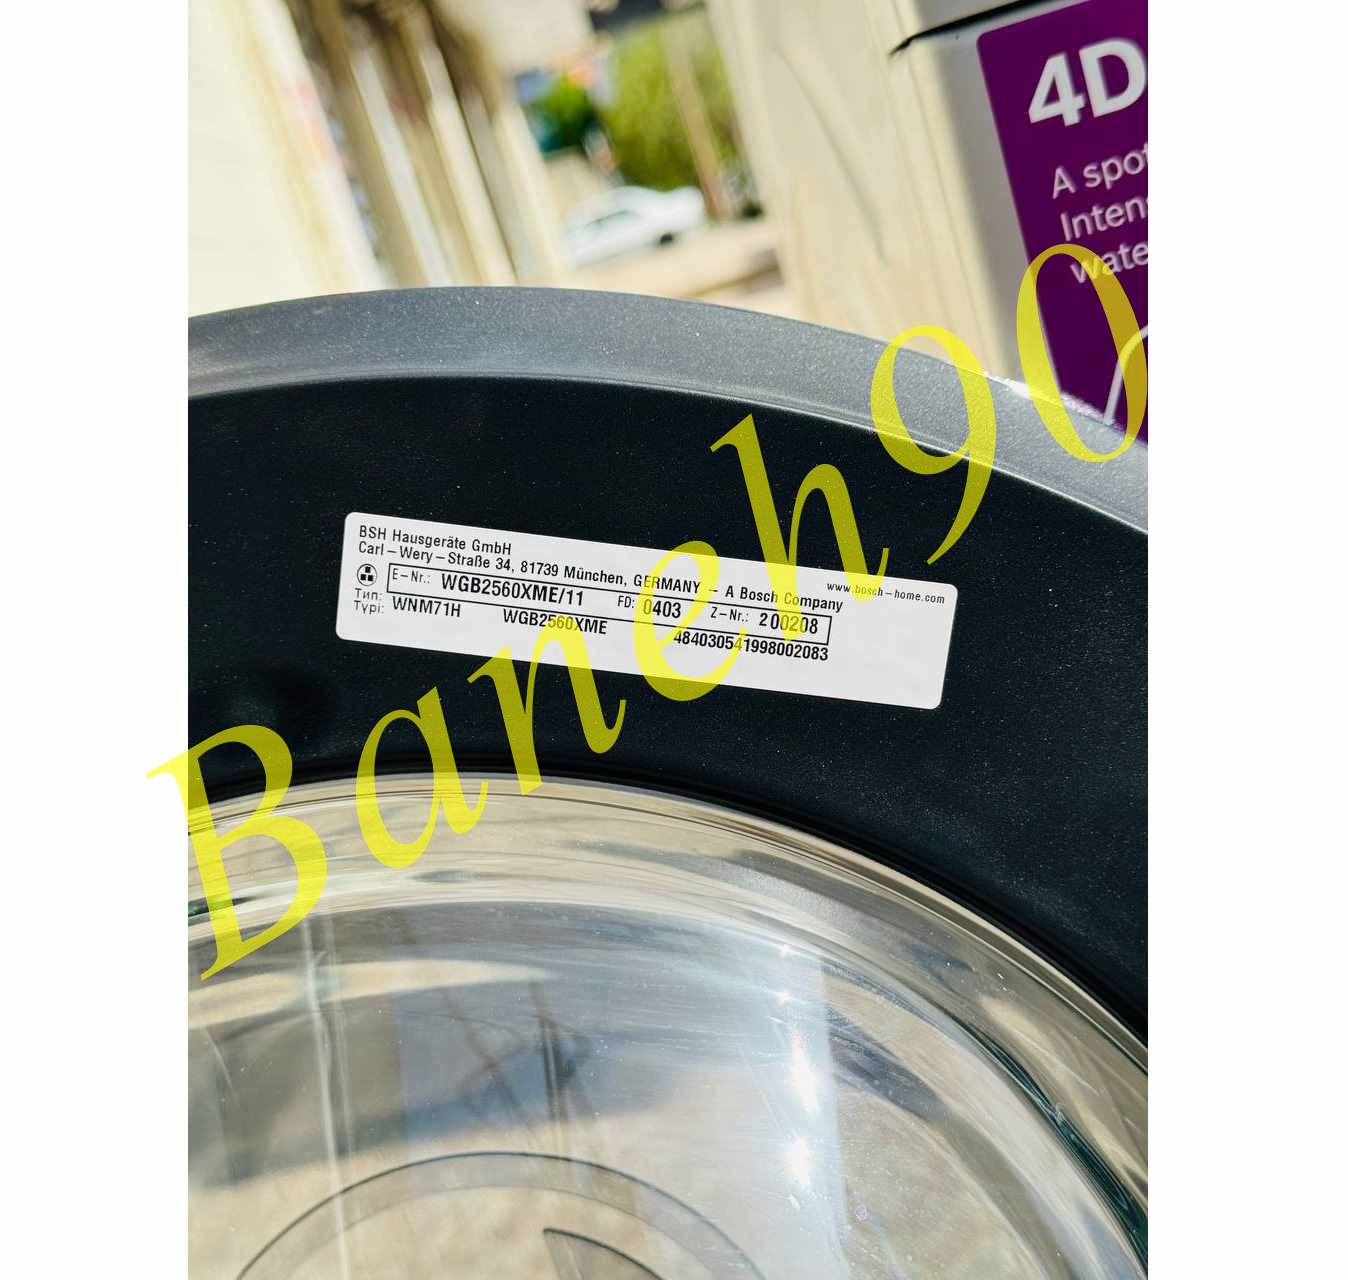 4D
A spot
Inten
wate
BSH Hausgeräte GmbH
Carl–Wery–Straße 34, 81739 München, GERMANY – A Bosch Company
www.bosch–home.com
E–Nr.: WGB2560XME/11 FD: 0403 Z–Nr.: 200208
Тип:
Typ: WNM71H WGB2560XME 484030541998002083
Baneh90